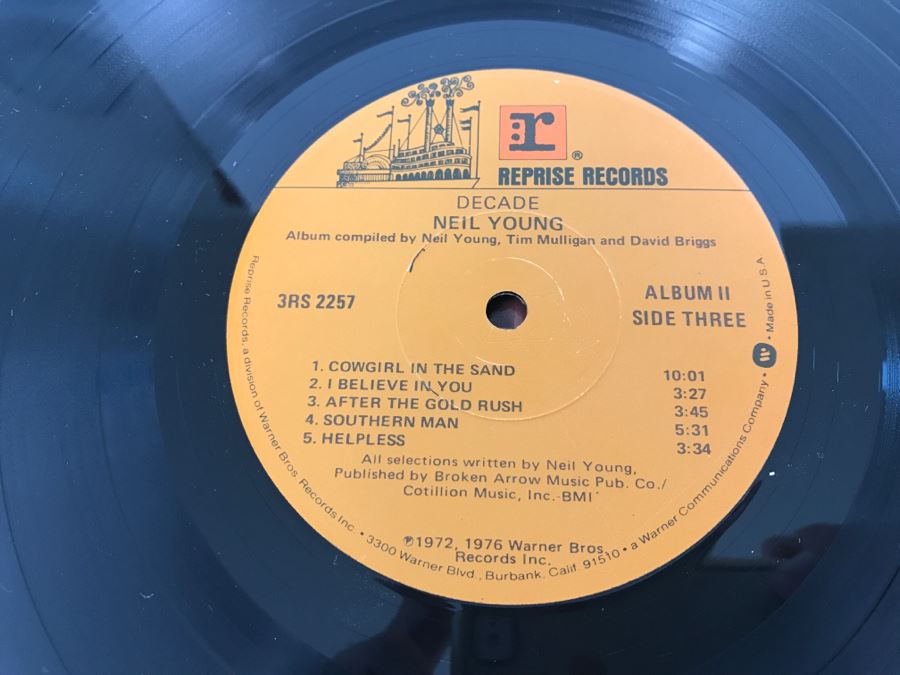 r
®
REPRISE RECORDS
DECADE
NEIL YOUNG
Album compiled by Neil Young, Tim Mulligan and David Briggs
3RS 2257
ALBUM II
SIDE THREE
1. COWGIRL IN THE SAND 10:01
2. I BELIEVE IN YOU 3:27
3. AFTER THE GOLD RUSH 3:45
4. SOUTHERN MAN 5:31
5. HELPLESS 3:34
All selections written by Neil Young,
Published by Broken Arrow Music Pub. Co./
Cotillion Music, Inc.-BMI
℗1972, 1976 Warner Bros.
Records Inc.
Reprise Records, a division of Warner Bros. Records Inc • 3300 Warner Blvd., Burbank, Calif. 91510 • a Warner Communications Company • W • Made in U.S.A.